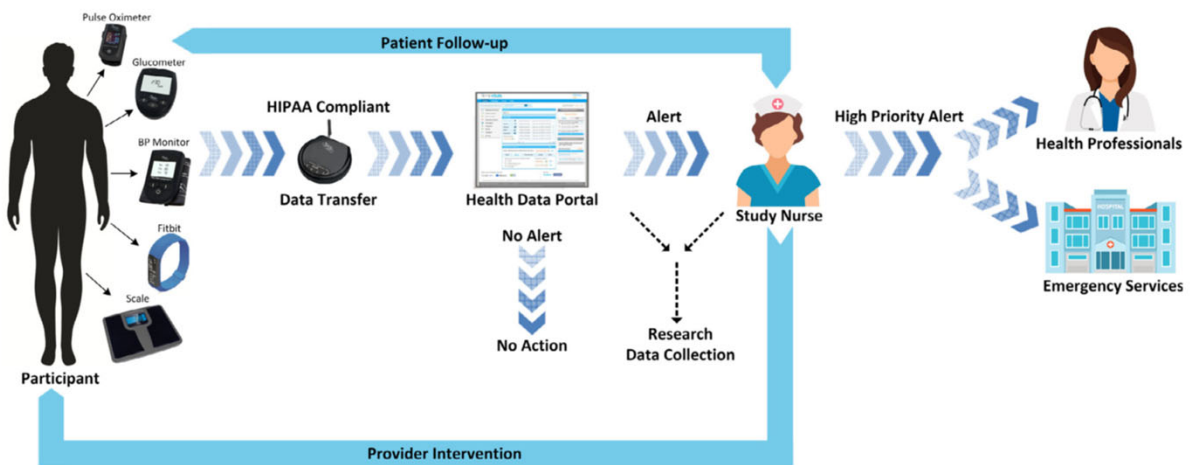 Pulse Oximeter
Patient Follow-up
Glucometer
HIPAA Compliant
Alert
High Priority Alert
Health Professionals
BP Monitor
Data Transfer
Health Data Portal
Study Nurse
HOSPITAL
Fitbit
No Alert
Emergency Services
Scale
No Action
Research
Data Collection
Participant
Provider Intervention